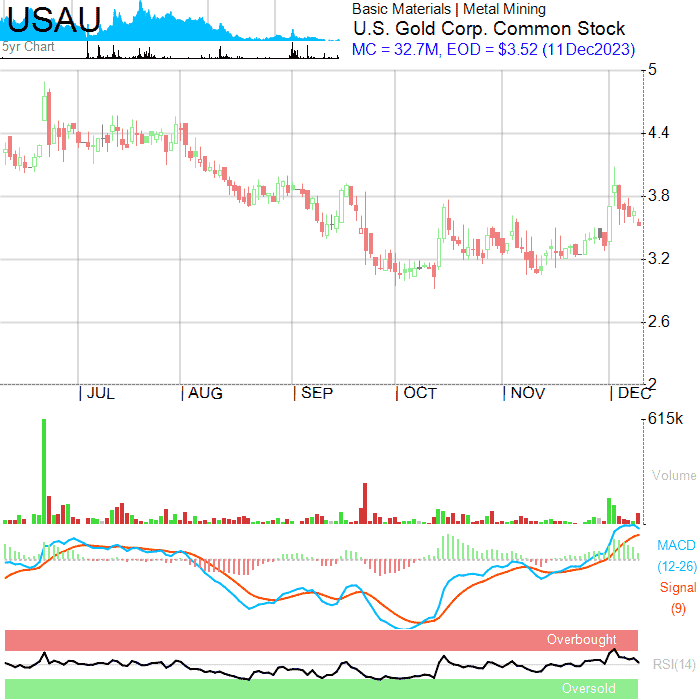 USAU
5yr Chart
Basic Materials | Metal Mining
U.S. Gold Corp. Common Stock
MC = 32.7M, EOD = $3.52 (11Dec2023)
5
4.4
3.8
3.2
2.6
2
| JUL
| AUG
| SEP
| OCT
| NOV
| DEC
615k
Volume
MACD
(12-26)
Signal
(9)
Overbought
RSI(14)
Oversold